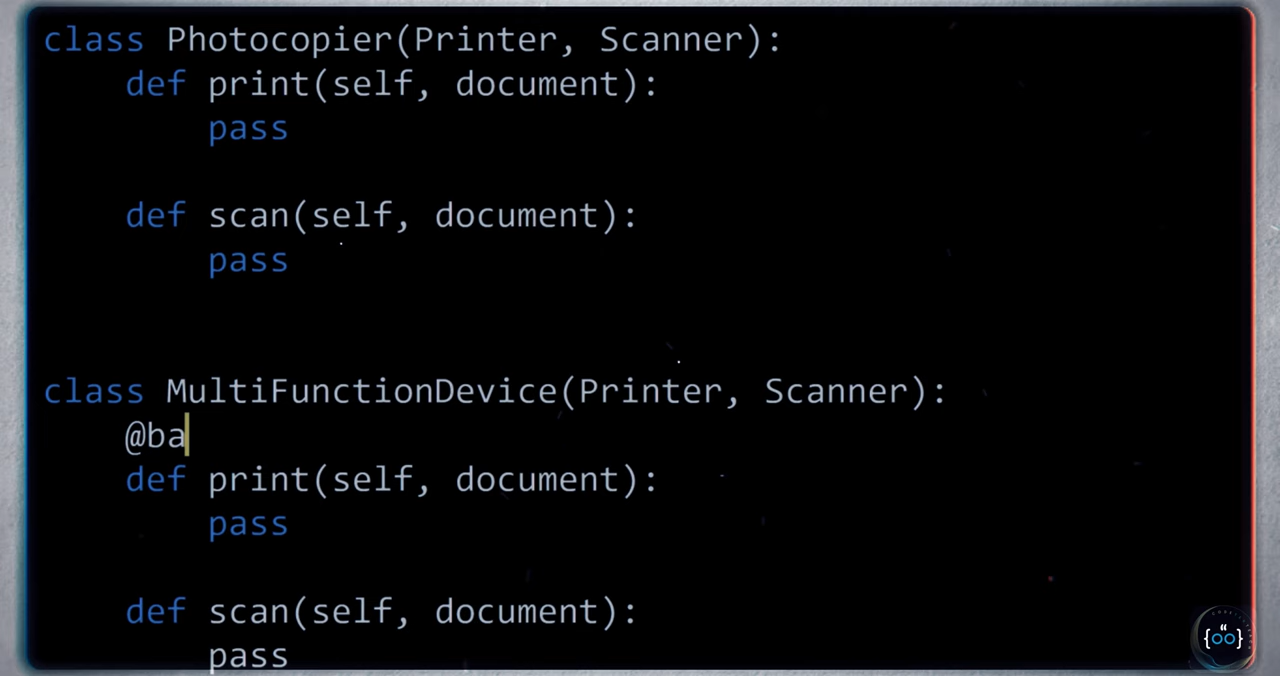 class Photocopier(Printer, Scanner):
    def print(self, document):
        pass
    def scan(self, document):
        pass
class MultiFunctionDevice(Printer, Scanner):
    @ba
    def print(self, document):
        pass
    def scan(self, document):
        pass